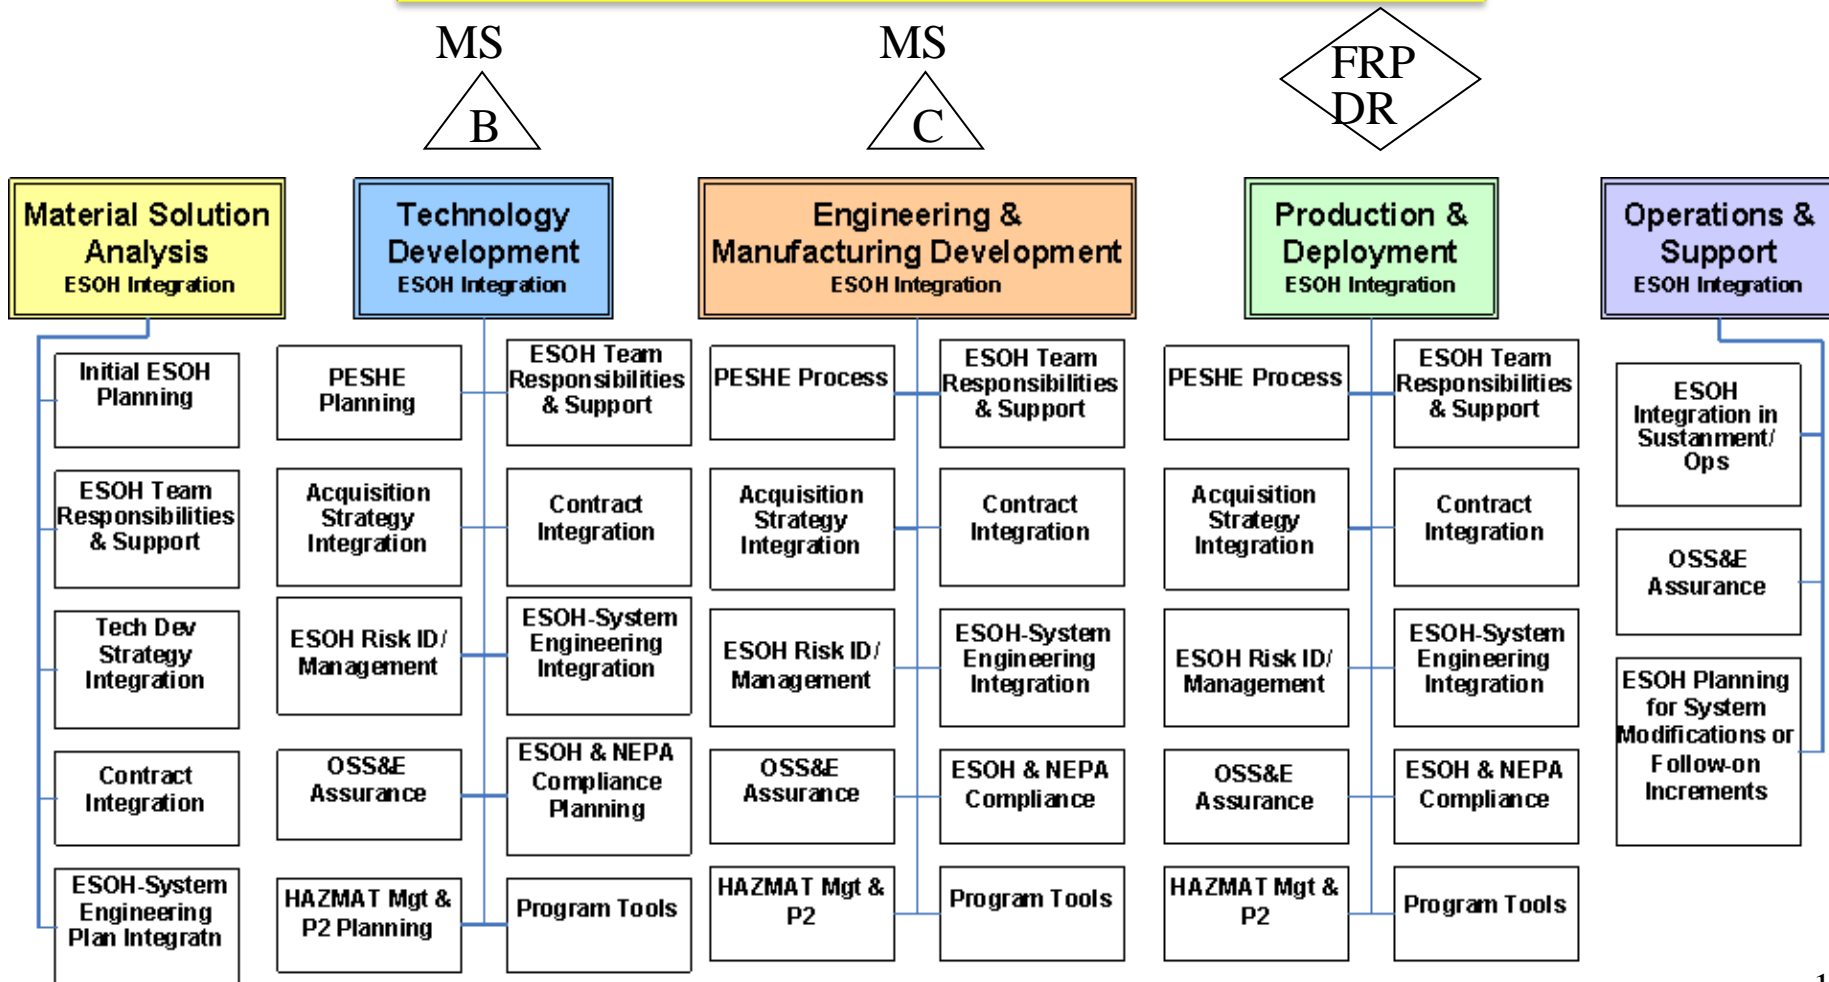 MS
B
MS
C
FRP
DR
Material Solution
Analysis
ESOH Integration
Initial ESOH
Planning
ESOH Team
Responsibilities
& Support
Tech Dev
Strategy
Integration
Contract
Integration
ESOH-System
Engineering
Plan Integratn
Technology
Development
ESOH Integration
PESHE
Planning
ESOH Team
Responsibilities
& Support
Acquisition
Strategy
Integration
Contract
Integration
ESOH Risk ID/
Management
ESOH-System
Engineering
Integration
OSS&E
Assurance
ESOH & NEPA
Compliance
Planning
HAZMAT Mgt &
P2 Planning
Program Tools
Engineering &
Manufacturing Development
ESOH Integration
PESHE Process
ESOH Team
Responsibilities
& Support
Acquisition
Strategy
Integration
Contract
Integration
ESOH Risk ID/
Management
ESOH-System
Engineering
Integration
OSS&E
Assurance
ESOH & NEPA
Compliance
HAZMAT Mgt &
P2
Program Tools
Production &
Deployment
ESOH Integration
PESHE Process
ESOH Team
Responsibilities
& Support
Acquisition
Strategy
Integration
Contract
Integration
ESOH Risk ID/
Management
ESOH-System
Engineering
Integration
OSS&E
Assurance
ESOH & NEPA
Compliance
HAZMAT Mgt &
P2
Program Tools
Operations &
Support
ESOH Integration
ESOH
Integration in
Sustanment/
Ops
OSS&E
Assurance
ESOH Planning
for System
Modifications or
Follow-on
Increments